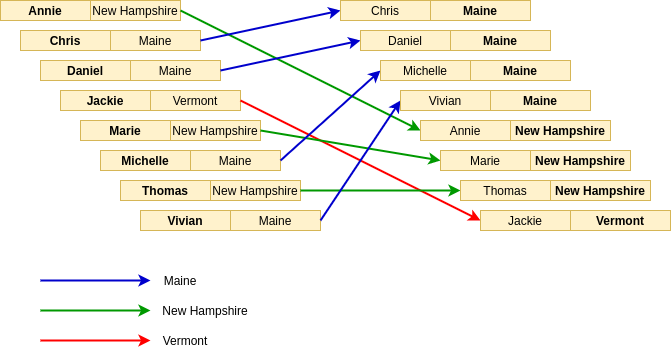 Annie New Hampshire
Chris Maine
Daniel Maine
Jackie Vermont
Marie New Hampshire
Michelle Maine
Thomas New Hampshire
Vivian Maine
Chris Maine
Daniel Maine
Michelle Maine
Vivian Maine
Annie New Hampshire
Marie New Hampshire
Thomas New Hampshire
Jackie Vermont
Maine
New Hampshire
Vermont